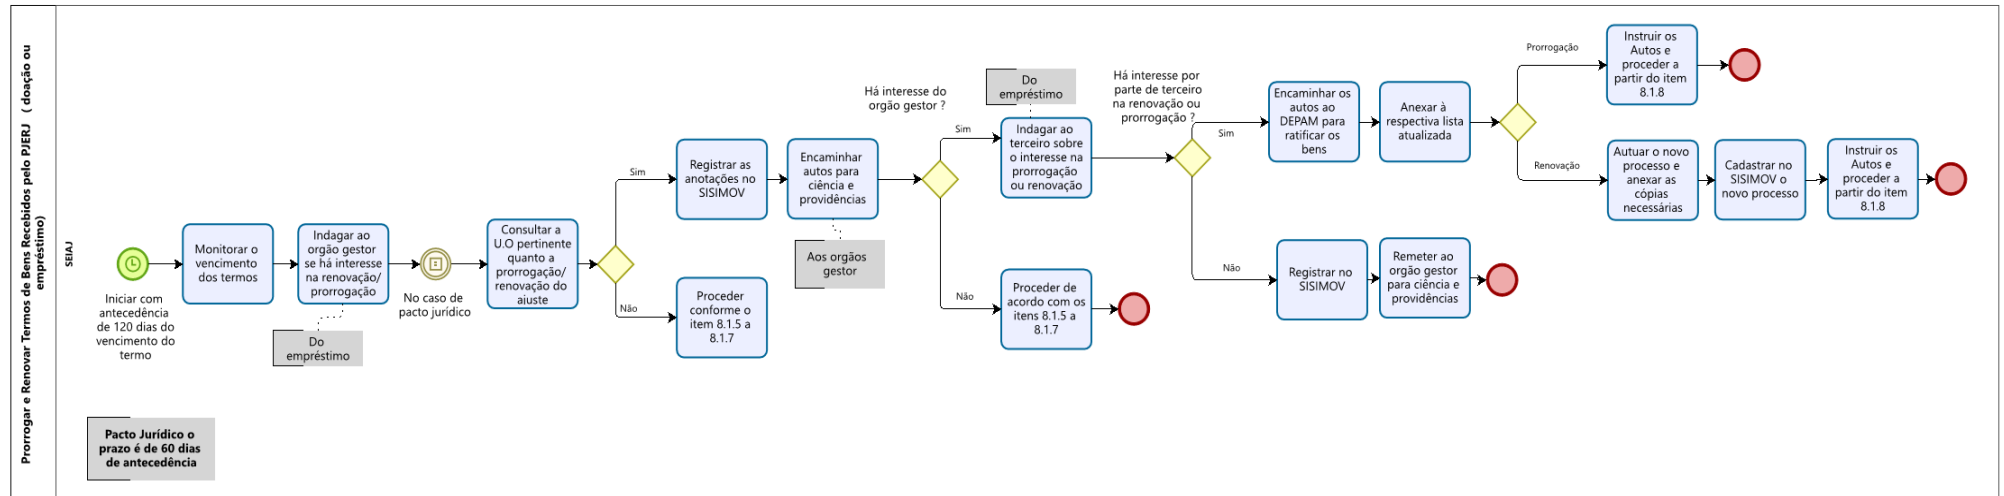 Prorrogar e Renovar Termos de Bens Recebidos pelo PJERJ ( doação ou
empréstimo)
SEIAJ
Iniciar com
antecedência
de 120 dias do
vencimento do
termo
Monitorar o
vencimento
dos termos
Indagar ao
orgão gestor
se há interesse
na renovação/
prorrogação
Do
empréstimo
No caso de
pacto jurídico
Consultar a
U.O pertinente
quanto a
prorrogação/
renovação do
ajuste
Sim
Registrar as
anotações no
SISIMOV
Não
Proceder
conforme o
item 8.1.5 a
8.1.7
Encaminhar
autos para
ciência e
providências
Aos orgãos
gestor
Há interesse do
orgão gestor ?
Sim
Do
empréstimo
Indagar ao
terceiro sobre
o interesse na
prorrogação
ou renovação
Não
Proceder de
acordo com os
itens 8.1.5 a
8.1.7
Há interesse por
parte de terceiro
na renovação ou
prorrogação ?
Sim
Encaminhar os
autos ao
DEPAM para
ratificar os
bens
Anexar à
respectiva lista
atualizada
Não
Registrar no
SISIMOV
Remeter ao
orgão gestor
para ciência e
providências
Prorrogação
Instruir os
Autos e
proceder a
partir do item
8.1.8
Renovação
Autuar o novo
processo e
anexar as
cópias
necessárias
Cadastrar no
SISIMOV o
novo processo
Instruir os
Autos e
proceder a
partir do item
8.1.8
Pacto Jurídico o
prazo é de 60 dias
de antecedência